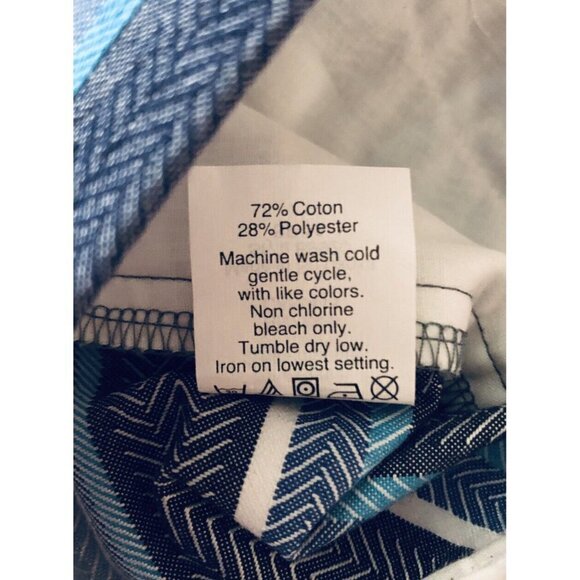 72% Coton
28% Polyester
Machine wash cold
gentle cycle,
with like colors.
Non chlorine
bleach only.
Tumble dry low.
Iron on lowest setting.